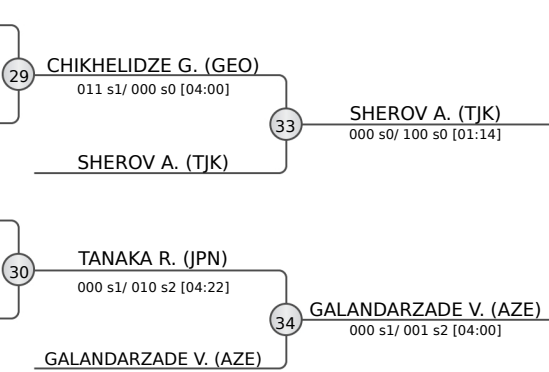 29
CHIKHELIDZE G. (GEO)
011 s1/ 000 s0 [04:00]
33
SHEROV A. (TJK)
000 s0/ 100 s0 [01:14]
SHEROV A. (TJK)
30
TANAKA R. (JPN)
000 s1/ 010 s2 [04:22]
34
GALANDARZADE V. (AZE)
000 s1/ 001 s2 [04:00]
GALANDARZADE V. (AZE)